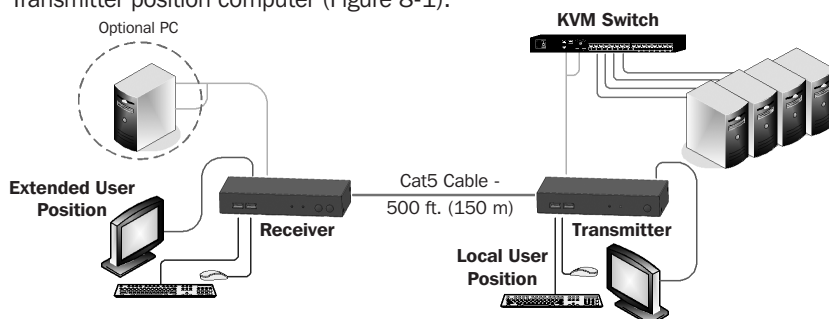 Transmitter position computer (Figure 8-1).
Optional PC
KVM Switch
Extended User
Position
Receiver
Cat5 Cable -
500 ft. (150 m)
Transmitter
Local User
Position